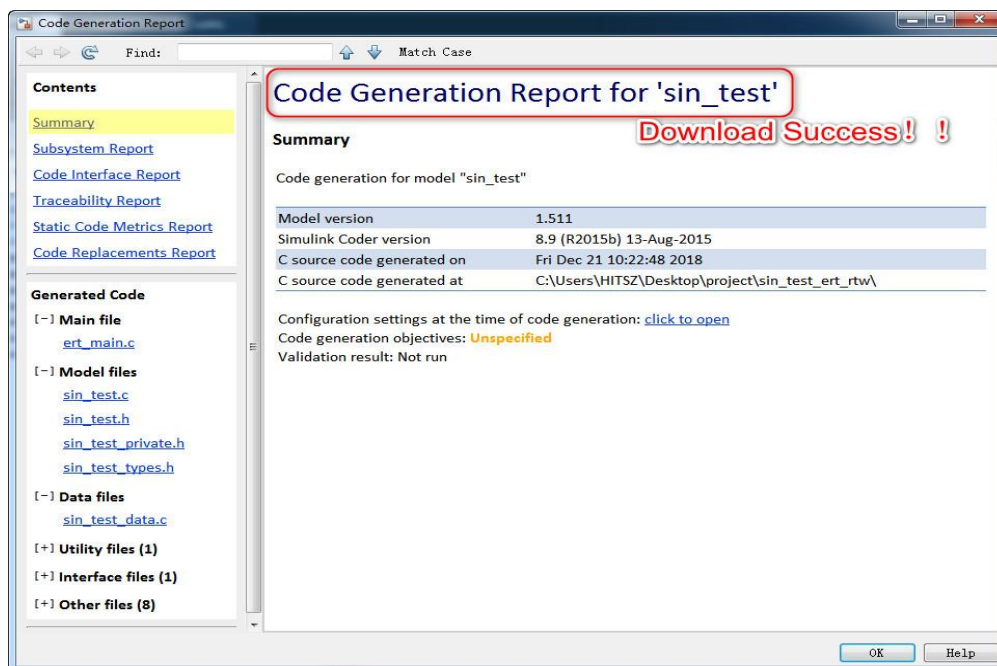 Code Generation Report
Find:
Match Case
Contents
Summary
Subsystem Report
Code Interface Report
Traceability Report
Static Code Metrics Report
Code Replacements Report
Generated Code
[-] Main file
ert_main.c
[-] Model files
sin_test.c
sin_test.h
sin_test_private.h
sin_test_types.h
[-] Data files
sin_test_data.c
[+] Utility files (1)
[+] Interface files (1)
[+] Other files (8)
Code Generation Report for 'sin_test'
Download Success！！
Summary
Code generation for model "sin_test"
Model version 1.511
Simulink Coder version 8.9 (R2015b) 13-Aug-2015
C source code generated on Fri Dec 21 10:22:48 2018
C source code generated at C:\Users\HITSZ\Desktop\project\sin_test_ert_rtw\
Configuration settings at the time of code generation: click to open
Code generation objectives: Unspecified
Validation result: Not run
OK
Help